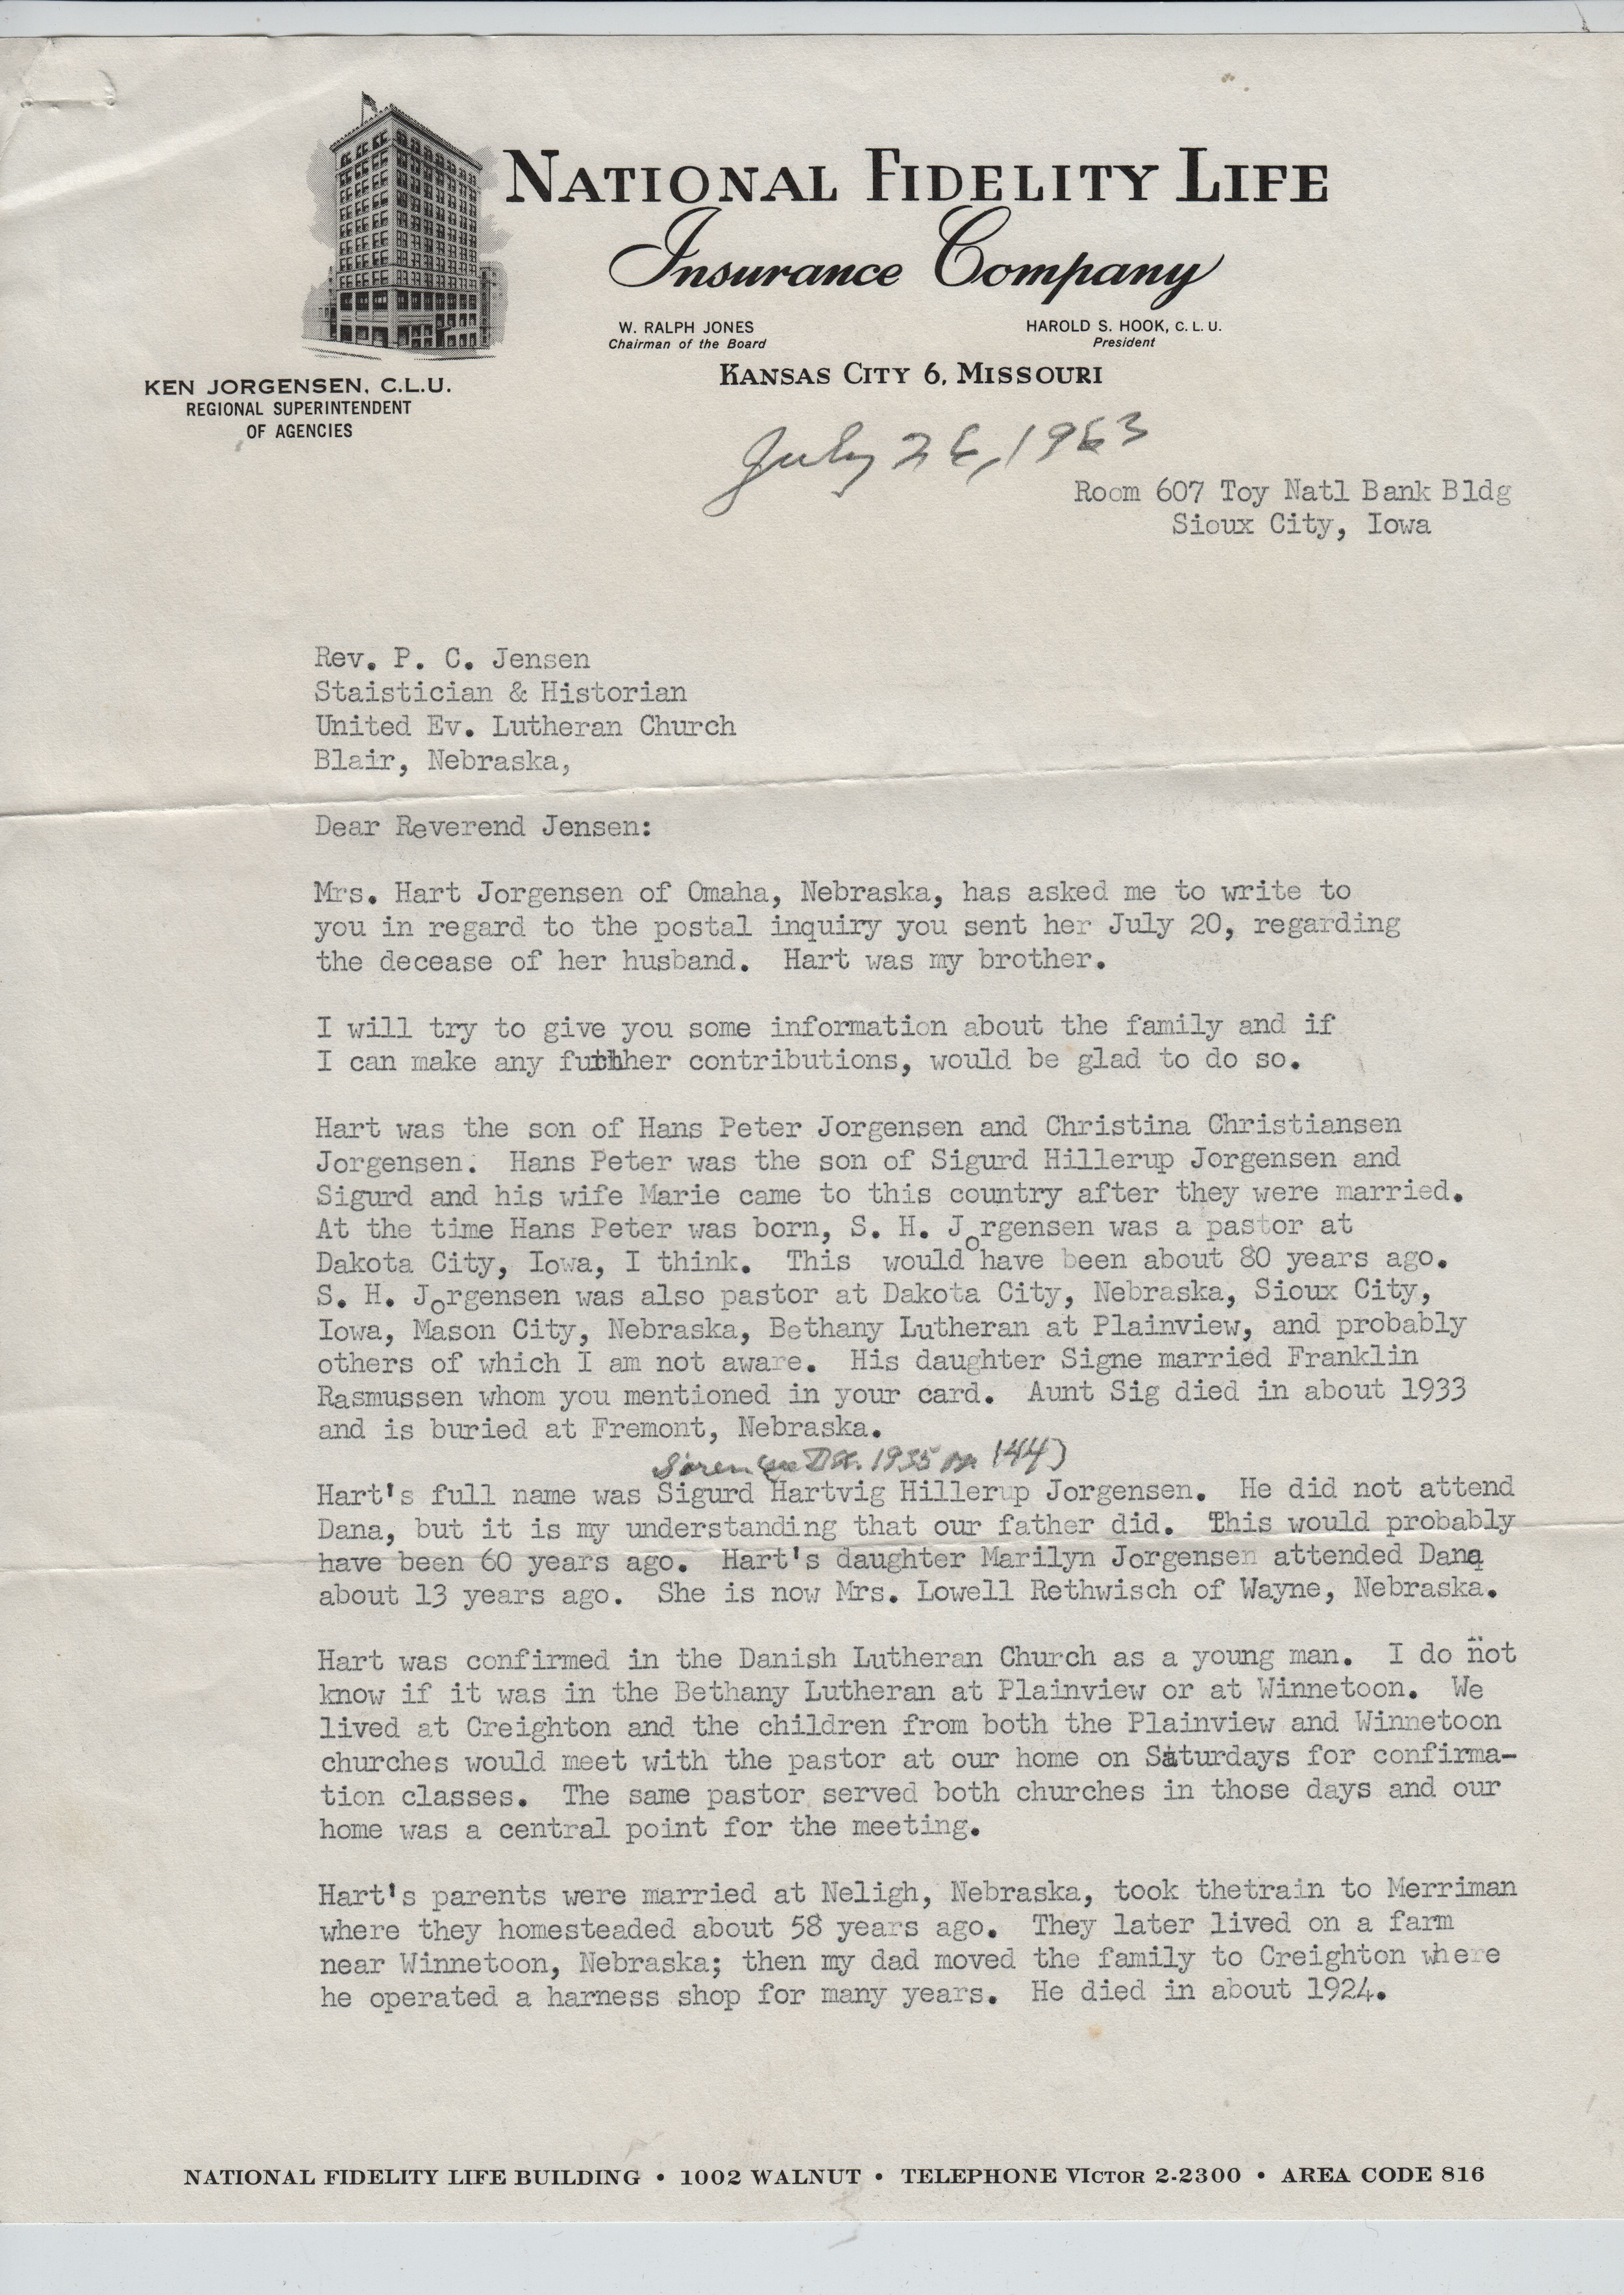 NATIONAL FIDELITY LIFE
Insurance Company
W. RALPH JONES
Chairman of the Board
HAROLD S. HOOK, C.L.U.
President
KANSAS CITY 6, MISSOURI
KEN JORGENSEN, C.L.U.
REGIONAL SUPERINTENDENT
OF AGENCIES
July 26, 1963
Room 607 Toy Natl Bank Bldg
Sioux City, Iowa
Rev. P. C. Jensen
Staistician & Historian
United Ev. Lutheran Church
Blair, Nebraska,
Dear Reverend Jensen:
Mrs. Hart Jorgensen of Omaha, Nebraska, has asked me to write to
you in regard to the postal inquiry you sent her July 20, regarding
the decease of her husband. Hart was my brother.
I will try to give you some information about the family and if
I can make any further contributions, would be glad to do so.
Hart was the son of Hans Peter Jorgensen and Christina Christiansen
Jorgensen. Hans Peter was the son of Sigurd Hillerup Jorgensen and
Sigurd and his wife Marie came to this country after they were married.
At the time Hans Peter was born, S. H. Jorgensen was a pastor at
Dakota City, Iowa, I think. This would have been about 80 years ago.
S. H. Jorgensen was also pastor at Dakota City, Nebraska, Sioux City,
Iowa, Mason City, Nebraska, Bethany Lutheran at Plainview, and probably
others of which I am not aware. His daughter Signe married Franklin
Rasmussen whom you mentioned in your card. Aunt Sig died in about 1933
and is buried at Fremont, Nebraska.
Soren (see 1935 144)
Hart's full name was Sigurd Hartvig Hillerup Jorgensen. He did not attend
Dana, but it is my understanding that our father did. This would probably
have been 60 years ago. Hart's daughter Marilyn Jorgensen attended Dana
about 13 years ago. She is now Mrs. Lowell Rethwisch of Wayne, Nebraska.
Hart was confirmed in the Danish Lutheran Church as a young man. I do not
know if it was in the Bethany Lutheran at Plainview or at Winnetoon. We
lived at Creighton and the children from both the Plainview and Winnetoon
churches would meet with the pastor at our home on Saturdays for confirma-
tion classes. The same pastor served both churches in those days and our
home was a central point for the meeting.
Hart's parents were married at Neligh, Nebraska, took thetrain to Merriman
where they homesteaded about 58 years ago. They later lived on a farm
near Winnetoon, Nebraska; then my dad moved the family to Creighton where
he operated a harness shop for many years. He died in about 1924.
NATIONAL FIDELITY LIFE BUILDING • 1002 WALNUT • TELEPHONE VICTOR 2-2300 • AREA CODE 816